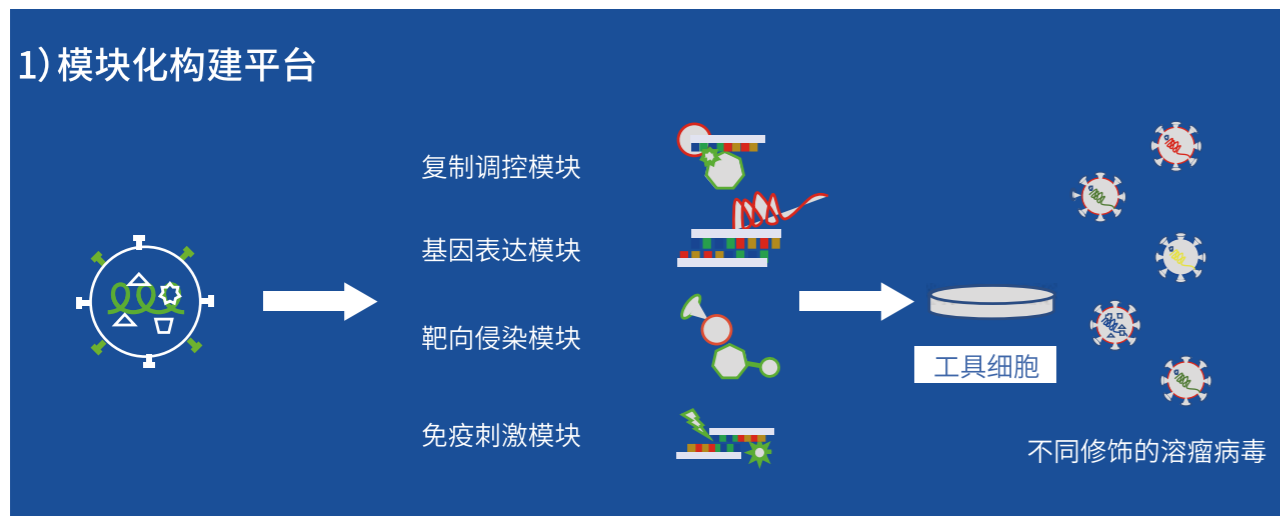 1）模块化构建平台
复制调控模块
基因表达模块
靶向侵染模块
免疫刺激模块
工具细胞
不同修饰的溶瘤病毒